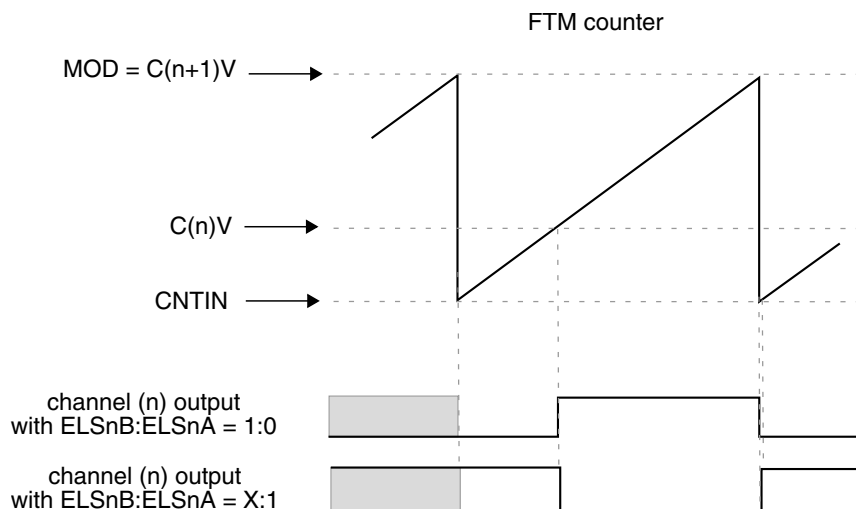 FTM counter
MOD = C(n+1)V
C(n)V
CNTIN
channel (n) output
with ELSnB:ELSnA = 1:0
channel (n) output
with ELSnB:ELSnA = X:1